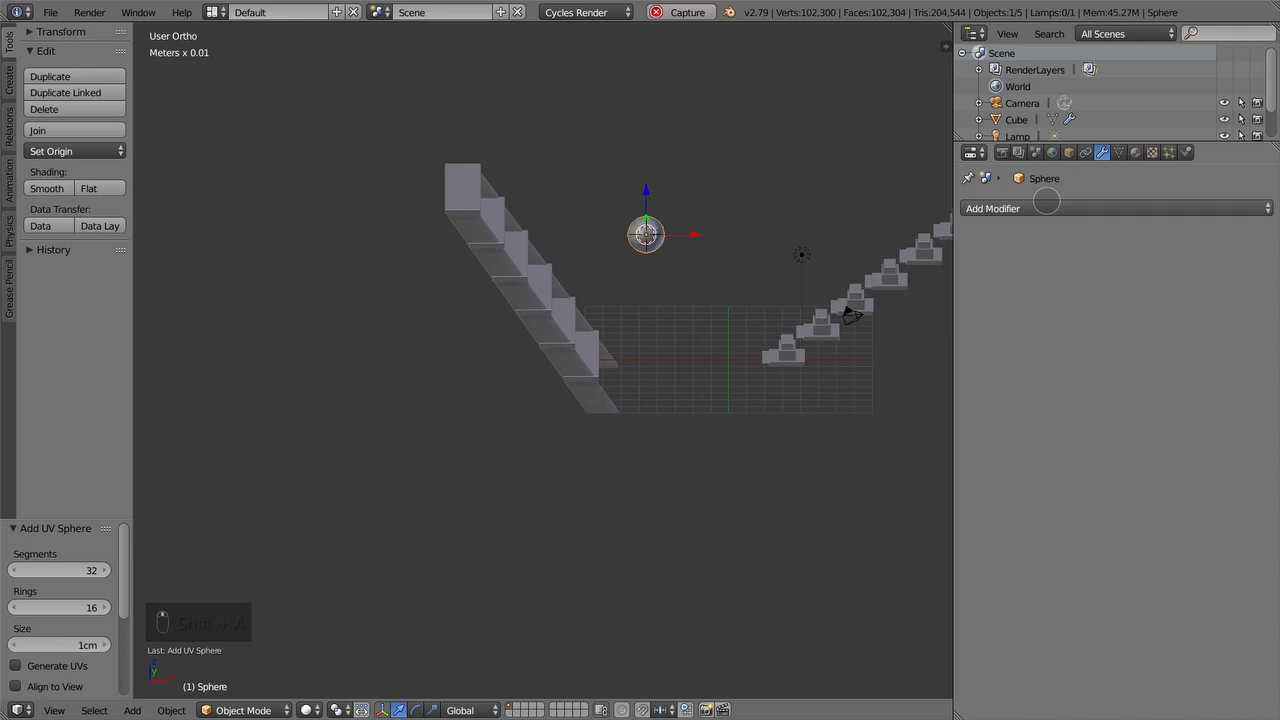 File Render Window Help Default Scene Cycles Render Capture v2.79 | Verts:102,300 | Faces:102,304 | Tris:204,544 | Objects:1/5 | Lamps:0/1 | Mem:45.27M | Sphere
Tools
Create
Relations
Animation
Physics
Grease Pencil
Transform
Edit
Duplicate
Duplicate Linked
Delete
Join
Set Origin
Shading:
Smooth Flat
Data Transfer:
Data Data Lay
History
Add UV Sphere
Segments
32
Rings
16
Size
1cm
Generate UVs
Align to View
User Ortho
Meters x 0.01
Shift + A
Last: Add UV Sphere
(1) Sphere
View Select Add Object Object Mode Global
View Search All Scenes
Scene
RenderLayers
World
Camera
Cube
Lamp
Sphere
Add Modifier